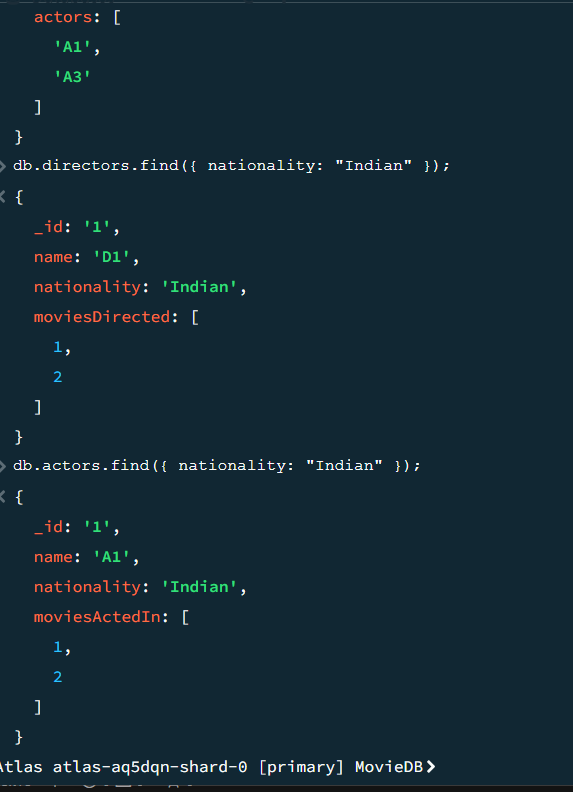 actors: [
'A1',
'A3'
]
}
db.directors.find({ nationality: "Indian" });
{
_id: '1',
name: 'D1',
nationality: 'Indian',
moviesDirected: [
1,
2
]
}
db.actors.find({ nationality: "Indian" });
{
_id: '1',
name: 'A1',
nationality: 'Indian',
moviesActedIn: [
1,
2
]
}
Atlas atlas-aq5dqn-shard-0 [primary] MovieDB>